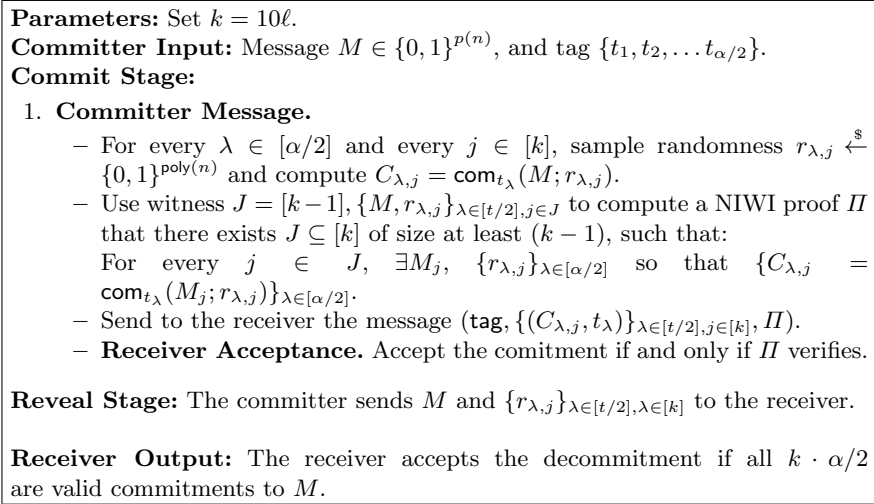 Parameters: Set k = 10ℓ.
Committer Input: Message M ∈ {0, 1}^{p(n)}, and tag {t_1, t_2, . . . t_{α/2}}.
Commit Stage:
1. Committer Message.
– For every λ ∈ [α/2] and every j ∈ [k], sample randomness r_{λ,j} \xleftarrow{$}
{0, 1}^{poly(n)} and compute C_{λ,j} = com_{t_λ}(M; r_{λ,j}).
– Use witness J = [k−1], {M, r_{λ,j}}_{λ∈[t/2],j∈J} to compute a NIWI proof Π
that there exists J ⊆ [k] of size at least (k − 1), such that:
For every j ∈ J, ∃M_j, {r_{λ,j}}_{λ∈[α/2]} so that {C_{λ,j} =
com_{t_λ}(M_j; r_{λ,j})}_{λ∈[α/2]}.
– Send to the receiver the message (tag, {(C_{λ,j}, t_λ)}_{λ∈[t/2],j∈[k]}, Π).
– Receiver Acceptance. Accept the comitment if and only if Π verifies.
Reveal Stage: The committer sends M and {r_{λ,j}}_{λ∈[t/2],λ∈[k]} to the receiver.
Receiver Output: The receiver accepts the decommitment if all k · α/2
are valid commitments to M.